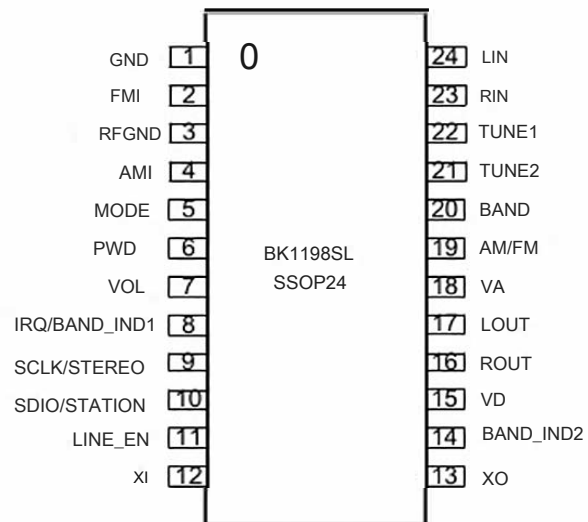 GND 1 0 24 LIN
FMI 2 23 RIN
RFGND 3 22 TUNE1
AMI 4 21 TUNE2
MODE 5 20 BAND
PWD 6 BK1198SL 19 AM/FM
SSOP24
VOL 7 18 VA
IRQ/BAND_IND1 8 17 LOUT
SCLK/STEREO 9 16 ROUT
SDIO/STATION 10 15 VD
LINE_EN 11 14 BAND_IND2
XI 12 13 XO